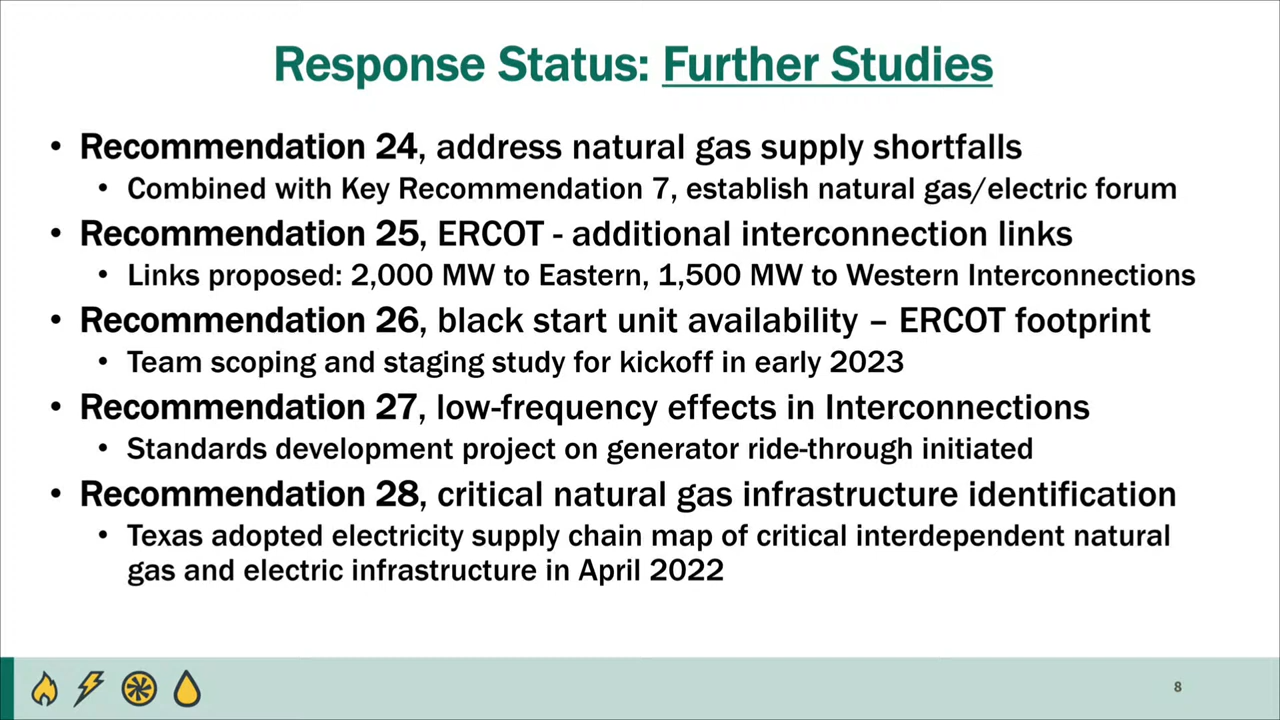 Response Status: Further Studies
• Recommendation 24, address natural gas supply shortfalls
• Combined with Key Recommendation 7, establish natural gas/electric forum
• Recommendation 25, ERCOT - additional interconnection links
• Links proposed: 2,000 MW to Eastern, 1,500 MW to Western Interconnections
• Recommendation 26, black start unit availability – ERCOT footprint
• Team scoping and staging study for kickoff in early 2023
• Recommendation 27, low-frequency effects in Interconnections
• Standards development project on generator ride-through initiated
• Recommendation 28, critical natural gas infrastructure identification
• Texas adopted electricity supply chain map of critical interdependent natural
gas and electric infrastructure in April 2022
8